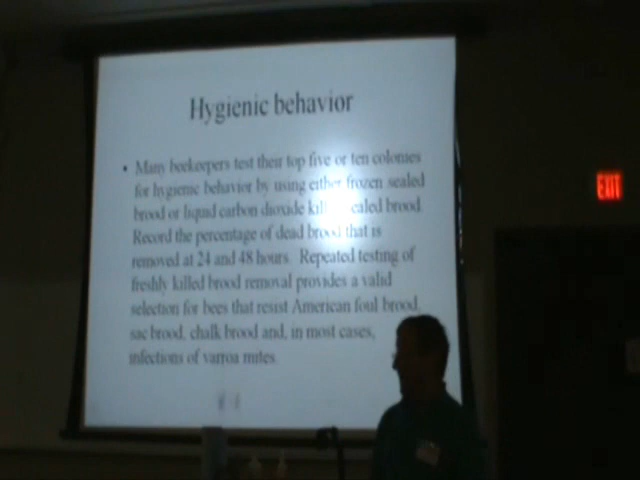 Hygienic behavior
• Many beekeepers test their top five or ten colonies
for hygienic behavior by using either frozen sealed
brood or liquid carbon dioxide killed sealed brood.
Record the percentage of dead brood that is
removed at 24 and 48 hours. Repeated testing of
freshly killed brood removal provides a valid
selection for bees that resist American foul brood,
sac brood, chalk brood and, in most cases,
infections of varroa mites.
EXIT